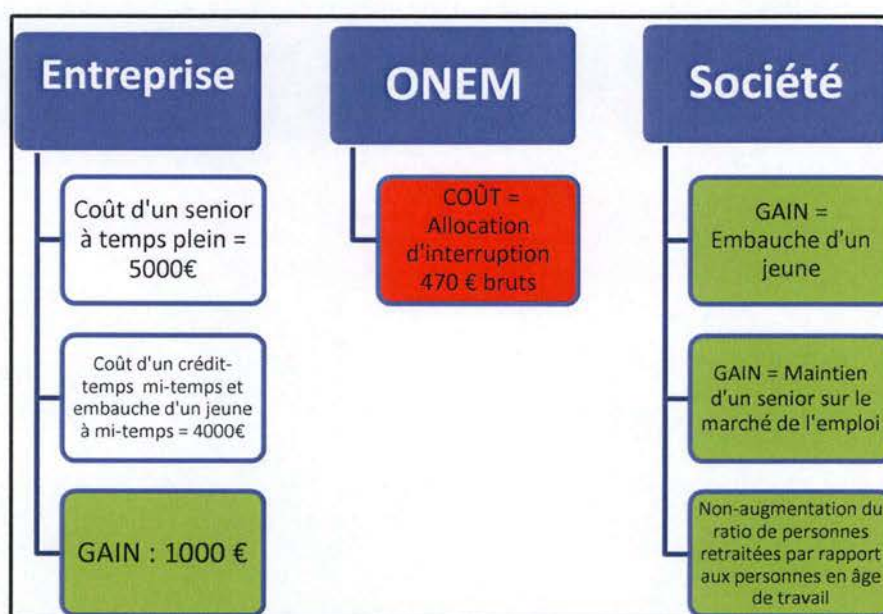 Entreprise
Coût d'un senior
à temps plein =
5000€
Coût d'un crédit-
temps mi-temps et
embauche d'un jeune
à mi-temps = 4000€
GAIN : 1000 €
ONEM
COÛT =
Allocation
d'interruption
470 € bruts
Société
GAIN =
Embauche d'un
jeune
GAIN = Maintien
d'un senior sur le
marché de l'emploi
Non-augmentation du
ratio de personnes
retraitées par rapport
aux personnes en âge
de travail